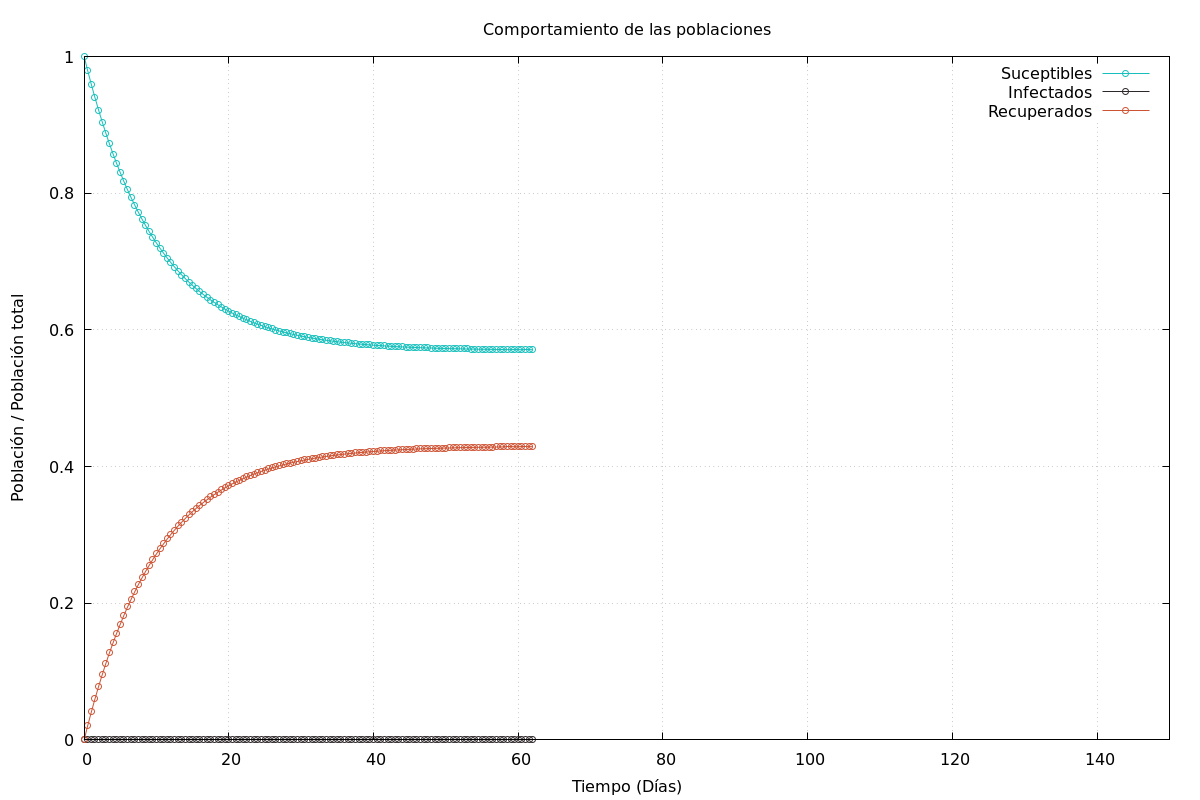 Comportamiento de las poblaciones
Suceptibles
Infectados
Recuperados
1
0.8
0.6
0.4
0.2
0
Población / Población total
0 20 40 60 80 100 120 140
Tiempo (Días)